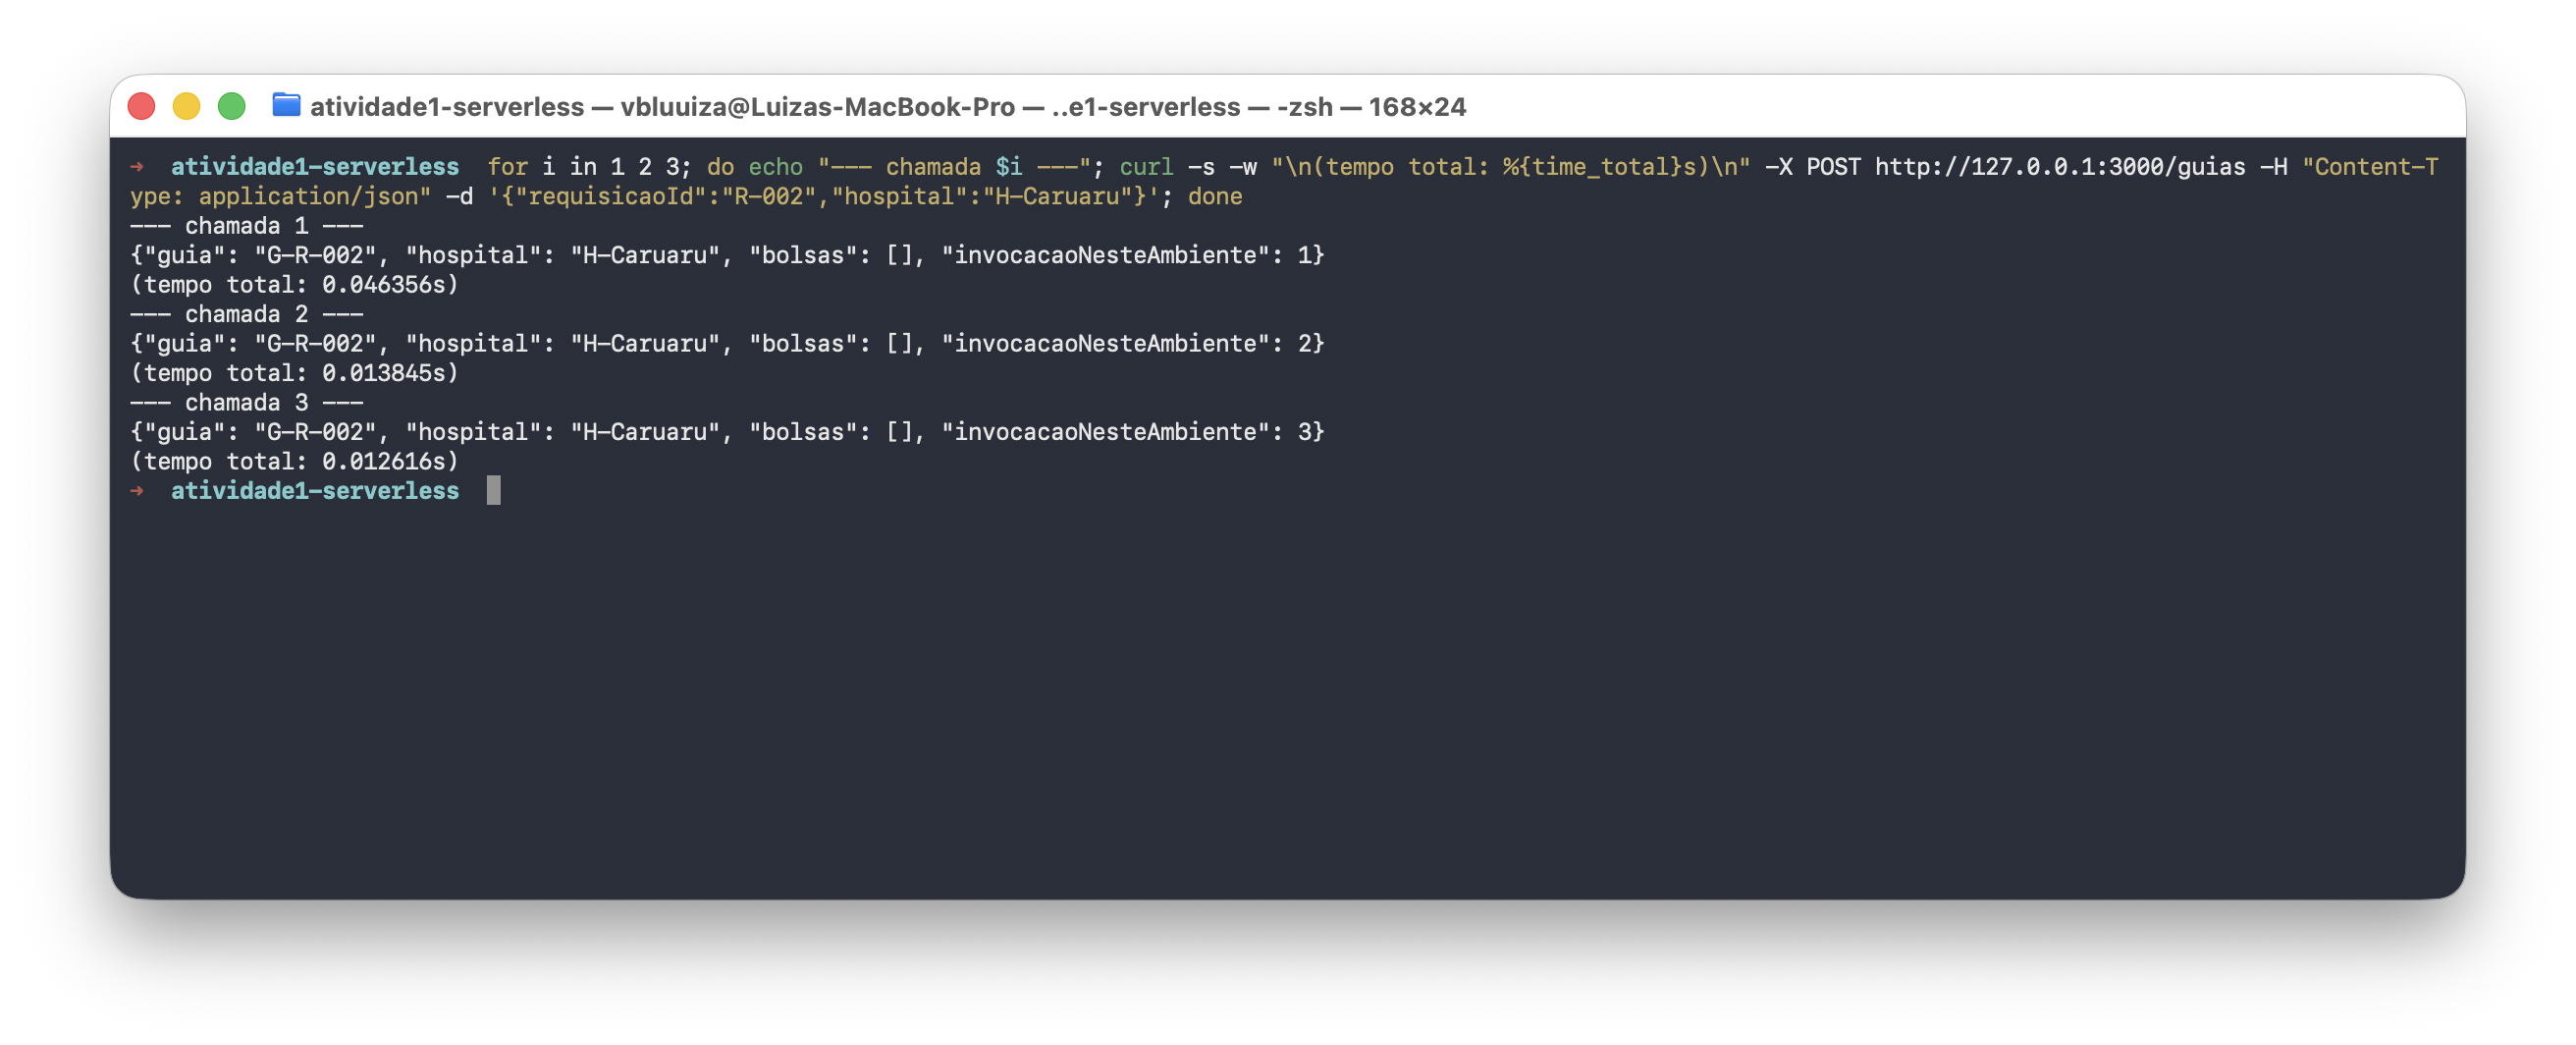 atividade1-serverless — vbluuiza@Luizas-MacBook-Pro — ..e1-serverless — -zsh — 168×24
→ atividade1-serverless for i in 1 2 3; do echo "--- chamada $i ---"; curl -s -w "\n(tempo total: %{time_total}s)\n" -X POST http://127.0.0.1:3000/guias -H "Content-T
ype: application/json" -d '{"requisicaoId":"R-002","hospital":"H-Caruaru"}'; done
--- chamada 1 ---
{"guia": "G-R-002", "hospital": "H-Caruaru", "bolsas": [], "invocacaoNesteAmbiente": 1}
(tempo total: 0.046356s)
--- chamada 2 ---
{"guia": "G-R-002", "hospital": "H-Caruaru", "bolsas": [], "invocacaoNesteAmbiente": 2}
(tempo total: 0.013845s)
--- chamada 3 ---
{"guia": "G-R-002", "hospital": "H-Caruaru", "bolsas": [], "invocacaoNesteAmbiente": 3}
(tempo total: 0.012616s)
→ atividade1-serverless